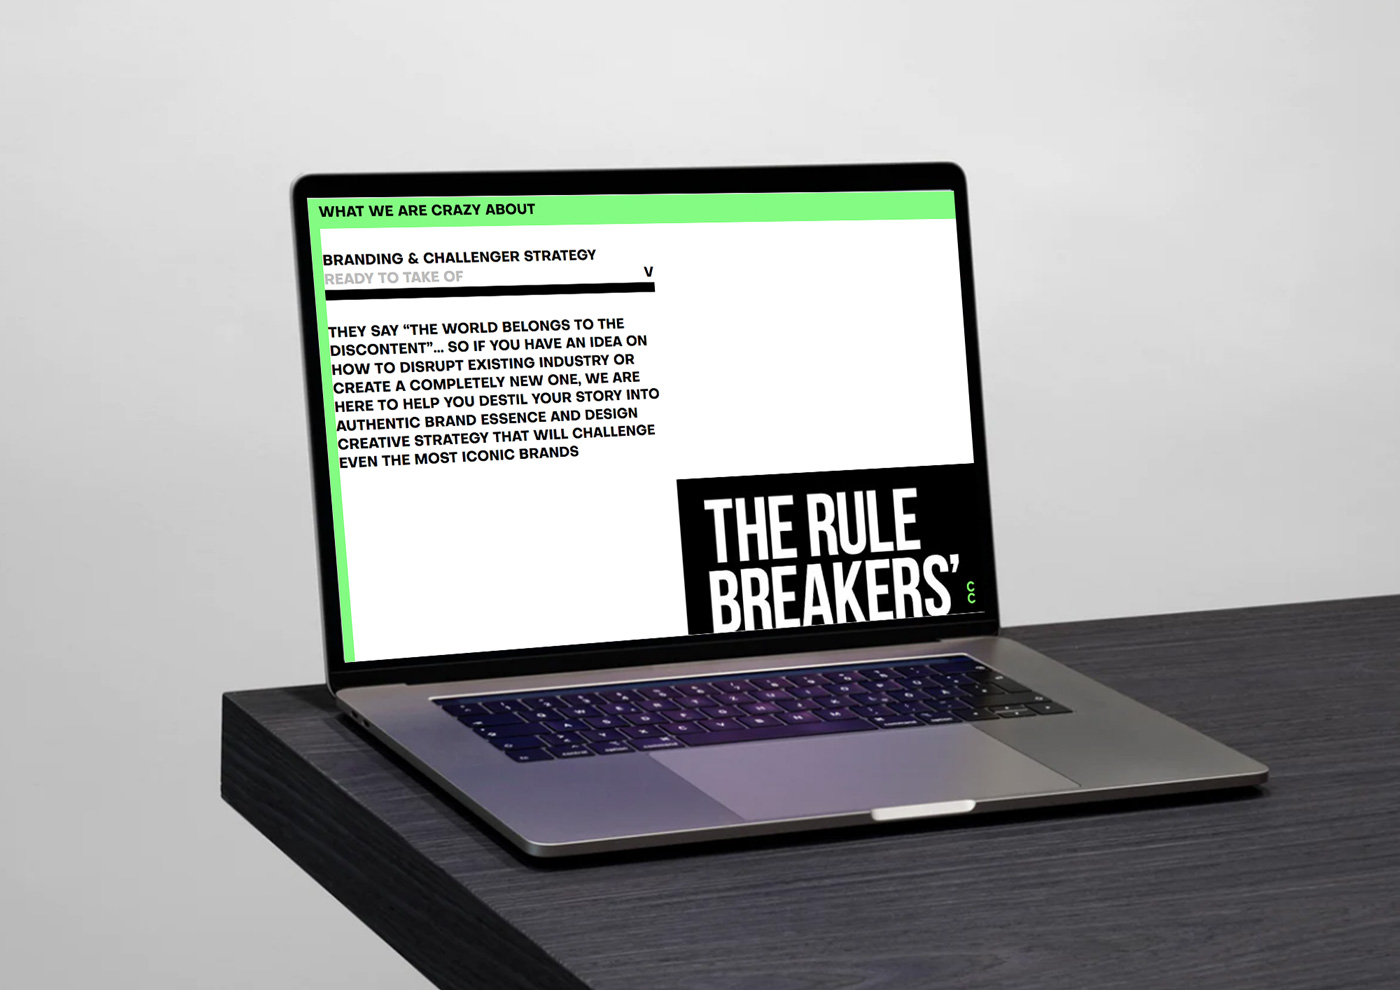 WHAT WE ARE CRAZY ABOUT
BRANDING & CHALLENGER STRATEGY
READY TO TAKE OF
V
THEY SAY “THE WORLD BELONGS TO THE
DISCONTENT”... SO IF YOU HAVE AN IDEA ON
HOW TO DISRUPT EXISTING INDUSTRY OR
CREATE A COMPLETELY NEW ONE, WE ARE
HERE TO HELP YOU DESTIL YOUR STORY INTO
AUTHENTIC BRAND ESSENCE AND DESIGN
CREATIVE STRATEGY THAT WILL CHALLENGE
EVEN THE MOST ICONIC BRANDS
THE RULE
BREAKERS’
C
C